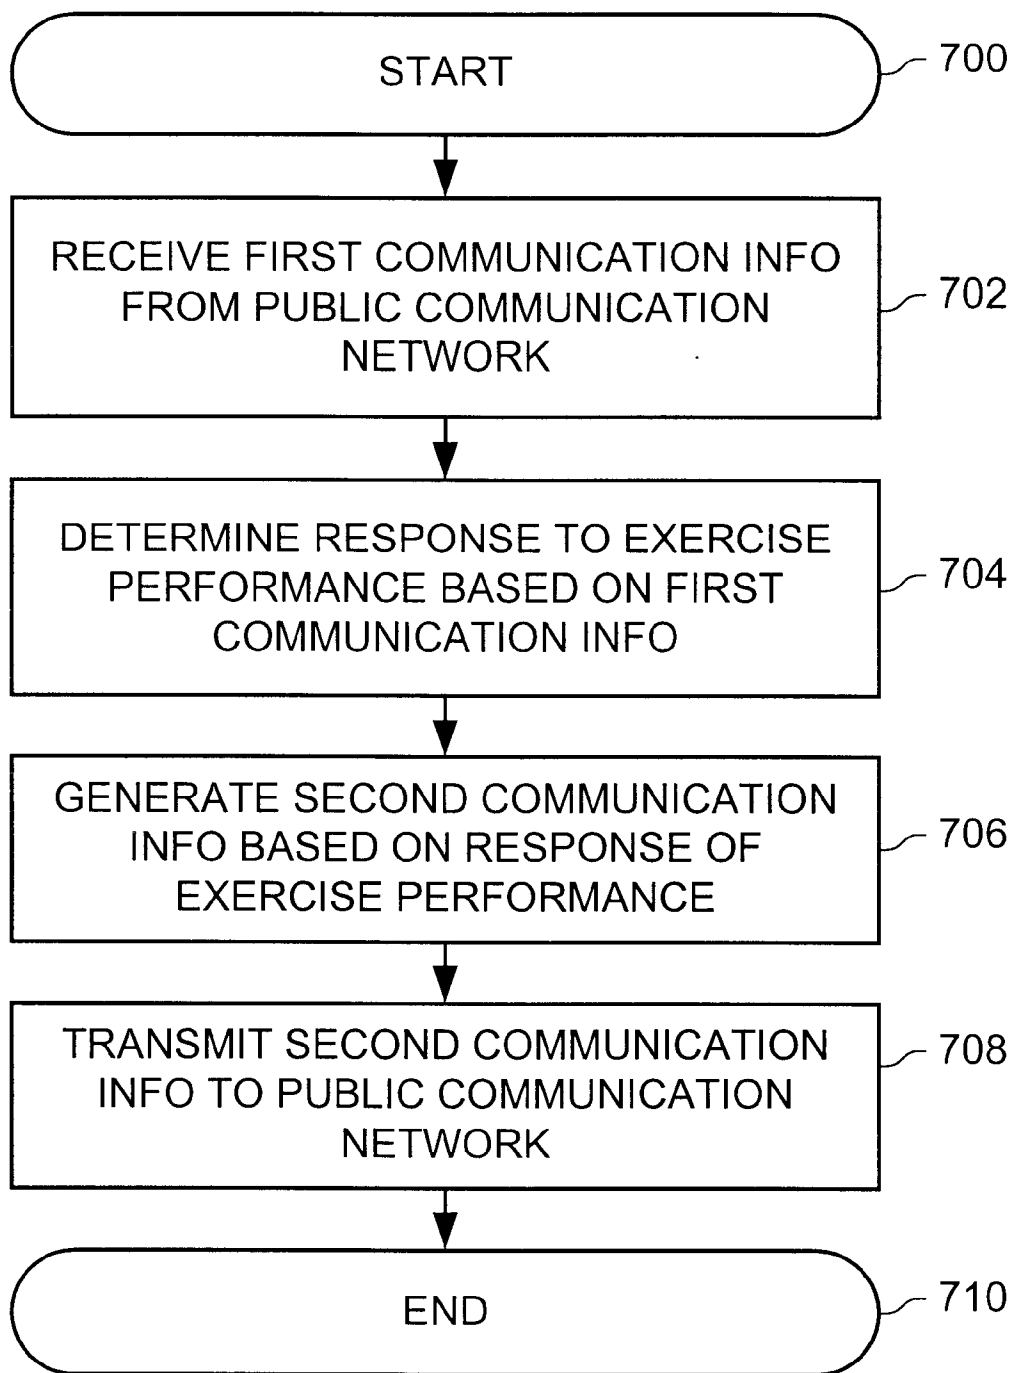 START
700
RECEIVE FIRST COMMUNICATION INFO
FROM PUBLIC COMMUNICATION
NETWORK
702
DETERMINE RESPONSE TO EXERCISE
PERFORMANCE BASED ON FIRST
COMMUNICATION INFO
704
GENERATE SECOND COMMUNICATION
INFO BASED ON RESPONSE OF
EXERCISE PERFORMANCE
706
TRANSMIT SECOND COMMUNICATION
INFO TO PUBLIC COMMUNICATION
NETWORK
708
END
710